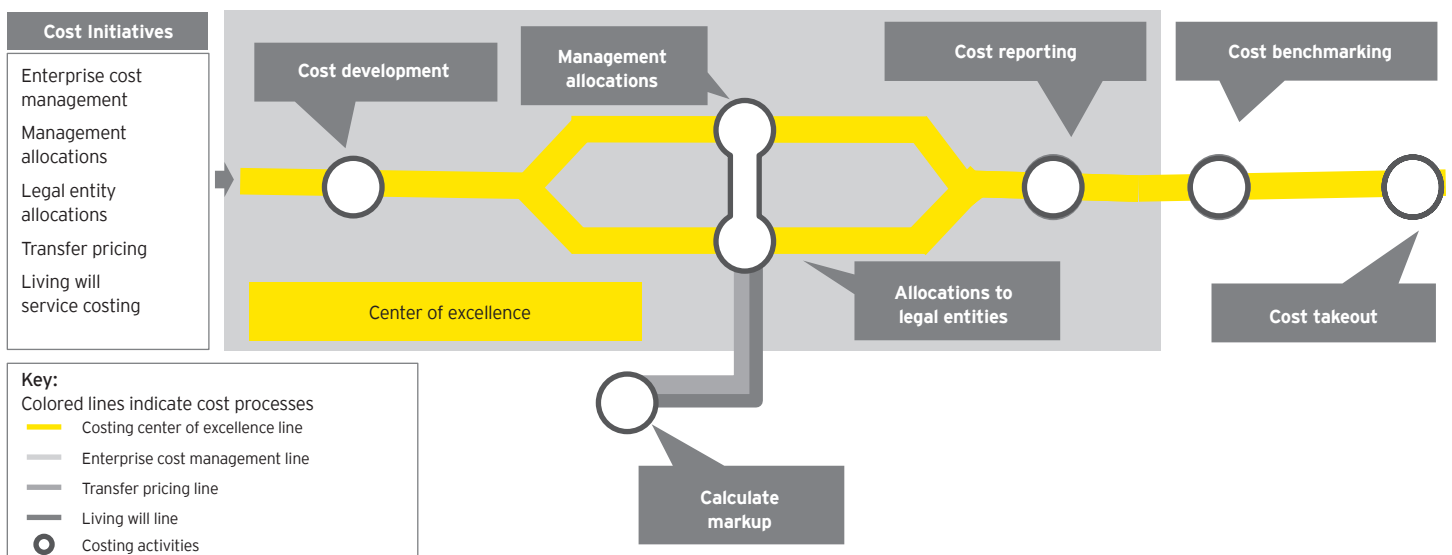 Cost Initiatives
Enterprise cost
management
Management
allocations
Legal entity
allocations
Transfer pricing
Living will
service costing
Cost development
Management
allocations
Cost reporting
Cost benchmarking
Center of excellence
Allocations to
legal entities
Cost takeout
Calculate
markup
Key:
Colored lines indicate cost processes
Costing center of excellence line
Enterprise cost management line
Transfer pricing line
Living will line
Costing activities